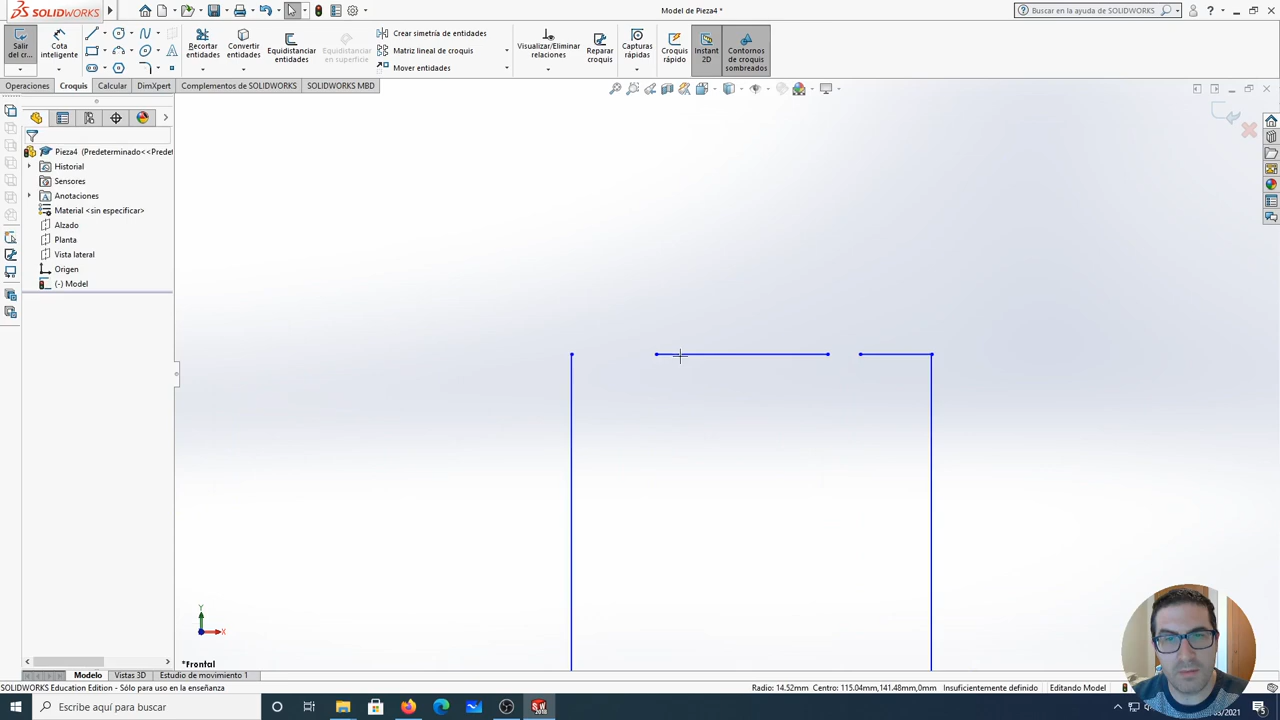 SOLIDWORKS
Model de Pieza4 *
Buscar en la ayuda de SOLIDWORKS
Salir del cr...
Cota inteligente
Recortar entidades
Convertir entidades
Equidistanciar entidades
Equidistanciar en superficie
Crear simetría de entidades
Matriz lineal de croquis
Mover entidades
Visualizar/Eliminar relaciones
Reparar croquis
Capturas rápidas
Croquis rápido
Instant 2D
Contornos de croquis sombreados
Operaciones
Croquis
Calcular
DimXpert
Complementos de SOLIDWORKS
SOLIDWORKS MBD
Pieza4 (Predeterminado<<Predet
Historial
Sensores
Anotaciones
Material <sin especificar>
Alzado
Planta
Vista lateral
Origen
(-) Model
Y
X
*Frontal
Modelo
Vistas 3D
Estudio de movimiento 1
SOLIDWORKS Education Edition - Sólo para uso en la enseñanza
Radio: 14.52mm
Centro: 115.04mm,141.48mm,0mm
Insuficientemente definido
Editando Model
Escribe aquí para buscar